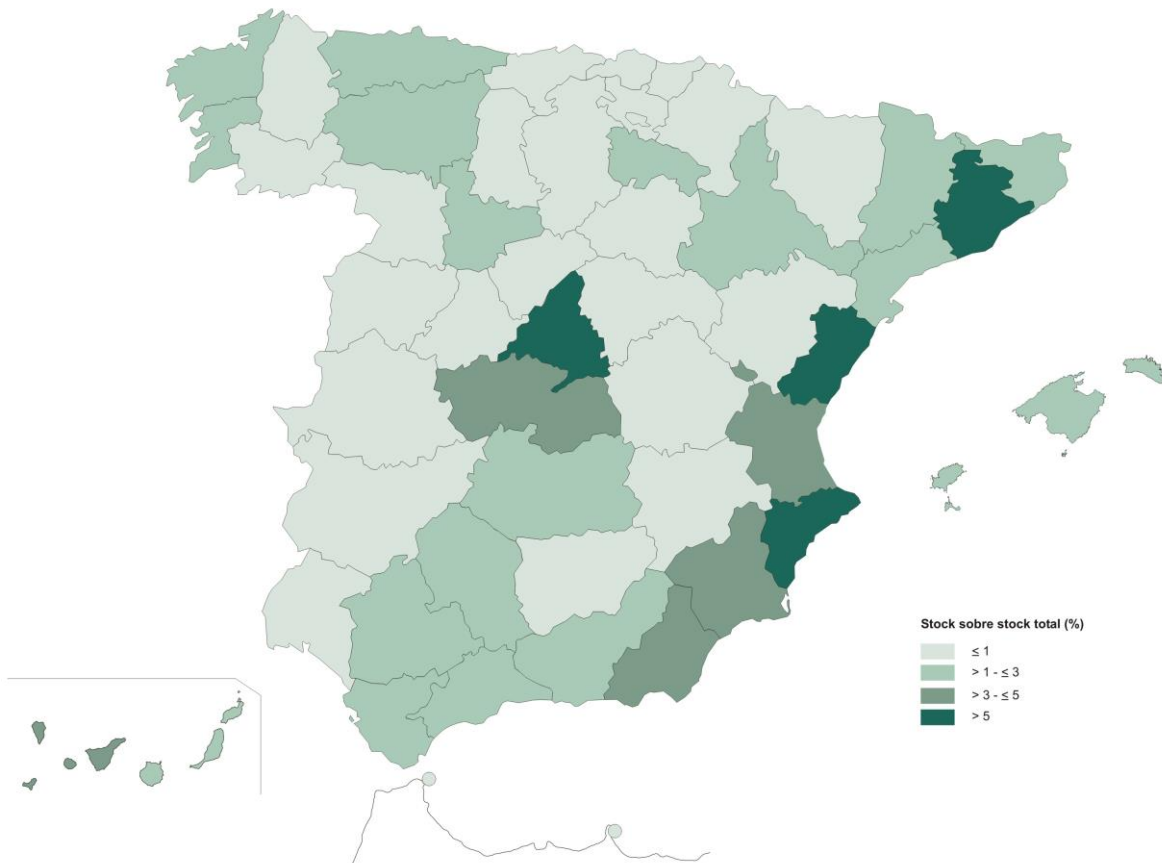 Stock sobre stock total (%)
≤ 1
> 1 - ≤ 3
> 3 - ≤ 5
> 5